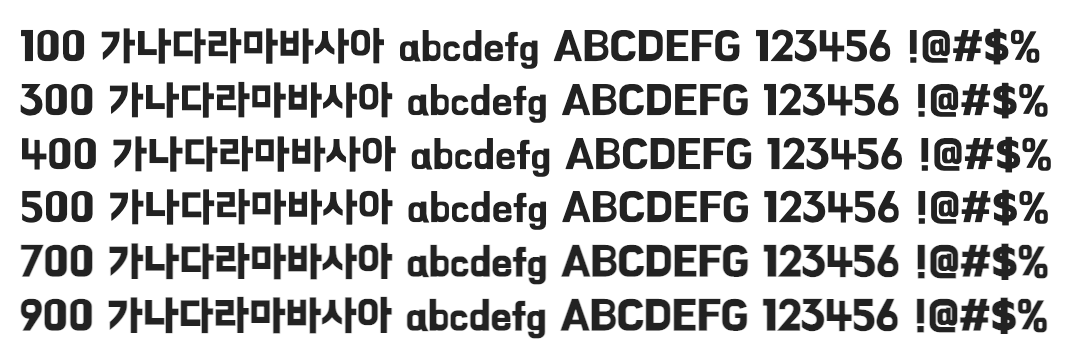 100 가나다라마바사아 abcdefg ABCDEFG 123456 !@#$%
300 가나다라마바사아 abcdefg ABCDEFG 123456 !@#$%
400 가나다라마바사아 abcdefg ABCDEFG 123456 !@#$%
500 가나다라마바사아 abcdefg ABCDEFG 123456 !@#$%
700 가나다라마바사아 abcdefg ABCDEFG 123456 !@#$%
900 가나다라마바사아 abcdefg ABCDEFG 123456 !@#$%